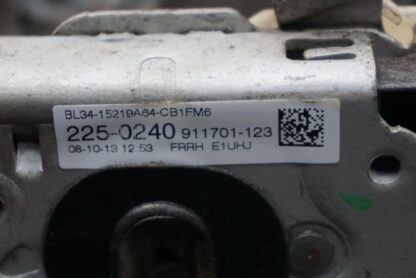 BL34-15219A64-CB1FM6
225-0240 911701-123
08-10-13 12 53 FRRH E1UHJ